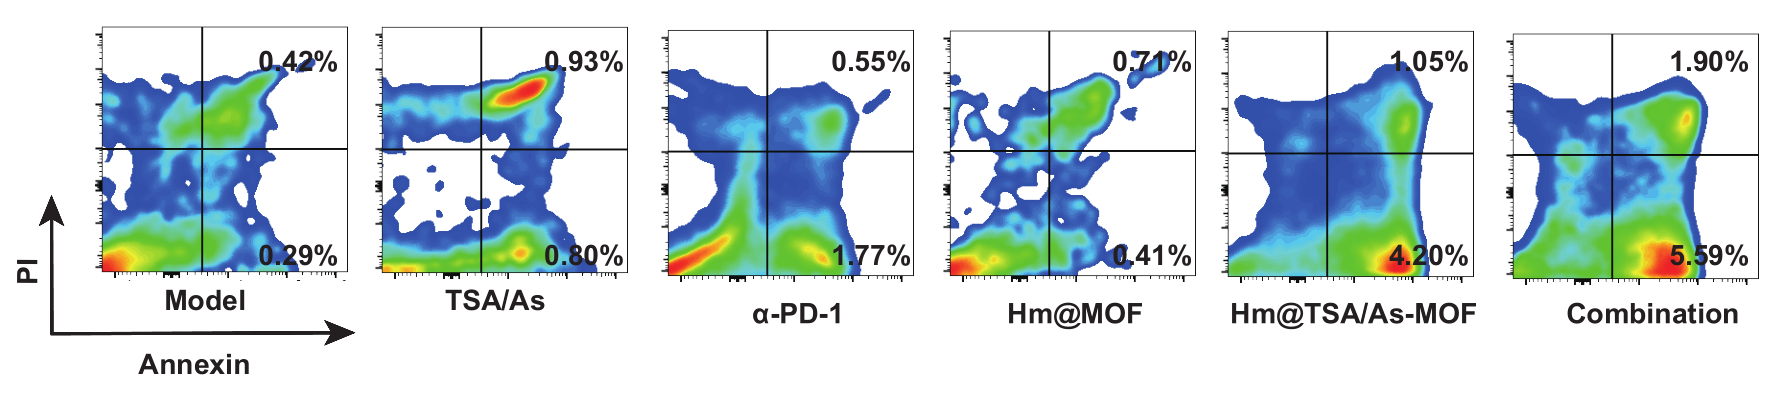 0.42%
0.93%
0.55%
0.71%
1.05%
1.90%
PI
0.29%
0.80%
1.77%
0.41%
4.20%
5.59%
Model
TSA/As
α-PD-1
Hm@MOF
Hm@TSA/As-MOF
Combination
Annexin